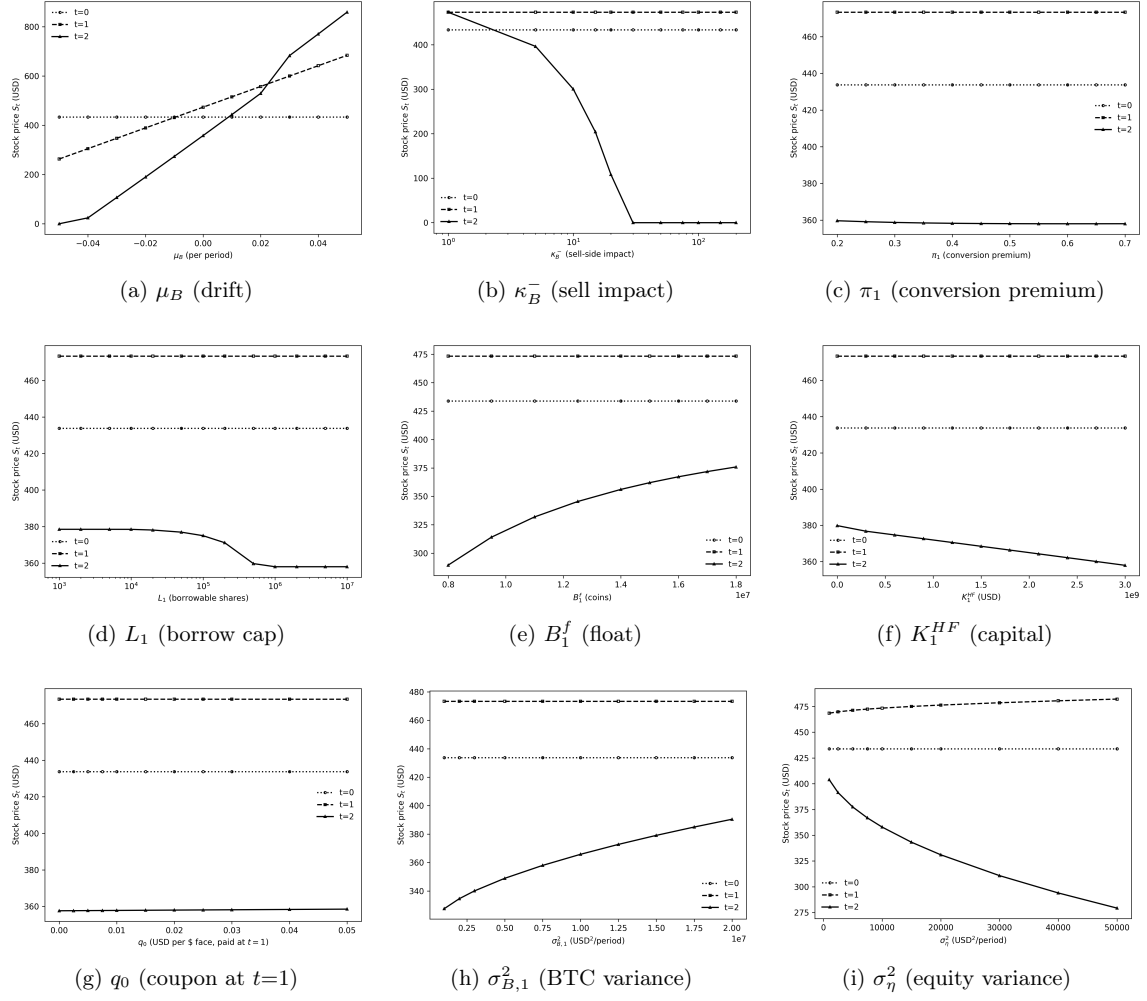 800
600
400
200
0
Stock price S_t (USD)
t=0
t=1
t=2
−0.04
−0.02
0.00
0.02
0.04
μ_B (per period)
(a) μ_B (drift)
400
300
200
100
0
Stock price S_t (USD)
t=0
t=1
t=2
10^0
10^1
10^2
κ_B^− (sell-side impact)
(b) κ_B^− (sell impact)
460
440
420
400
380
360
Stock price S_t (USD)
t=0
t=1
t=2
0.2
0.3
0.4
0.5
0.6
0.7
π_1 (conversion premium)
(c) π_1 (conversion premium)
460
440
420
400
380
360
Stock price S_t (USD)
t=0
t=1
t=2
10^3
10^4
10^5
10^6
10^7
L_1 (borrowable shares)
(d) L_1 (borrow cap)
475
450
425
400
375
350
325
300
Stock price S_t (USD)
t=0
t=1
t=2
0.8
1.0
1.2
1.4
1.6
1.8
1e7
B_1^f (coins)
(e) B_1^f (float)
460
440
420
400
380
360
Stock price S_t (USD)
t=0
t=1
t=2
0.0
0.5
1.0
1.5
2.0
2.5
3.0
1e9
K_1^{HF} (USD)
(f) K_1^{HF} (capital)
460
440
420
400
380
360
Stock price S_t (USD)
t=0
t=1
t=2
0.00
0.01
0.02
0.03
0.04
0.05
q_0 (USD per $ face, paid at t = 1)
(g) q_0 (coupon at t=1)
480
460
440
420
400
380
360
340
Stock price S_t (USD)
t=0
t=1
t=2
0.25
0.50
0.75
1.00
1.25
1.50
1.75
2.00
1e7
σ_{B,1}^2 (USD^2/period)
(h) σ_{B,1}^2 (BTC variance)
475
450
425
400
375
350
325
300
275
Stock price S_t (USD)
t=0
t=1
t=2
0
10000
20000
30000
40000
50000
σ_η^2 (USD^2/period)
(i) σ_η^2 (equity variance)